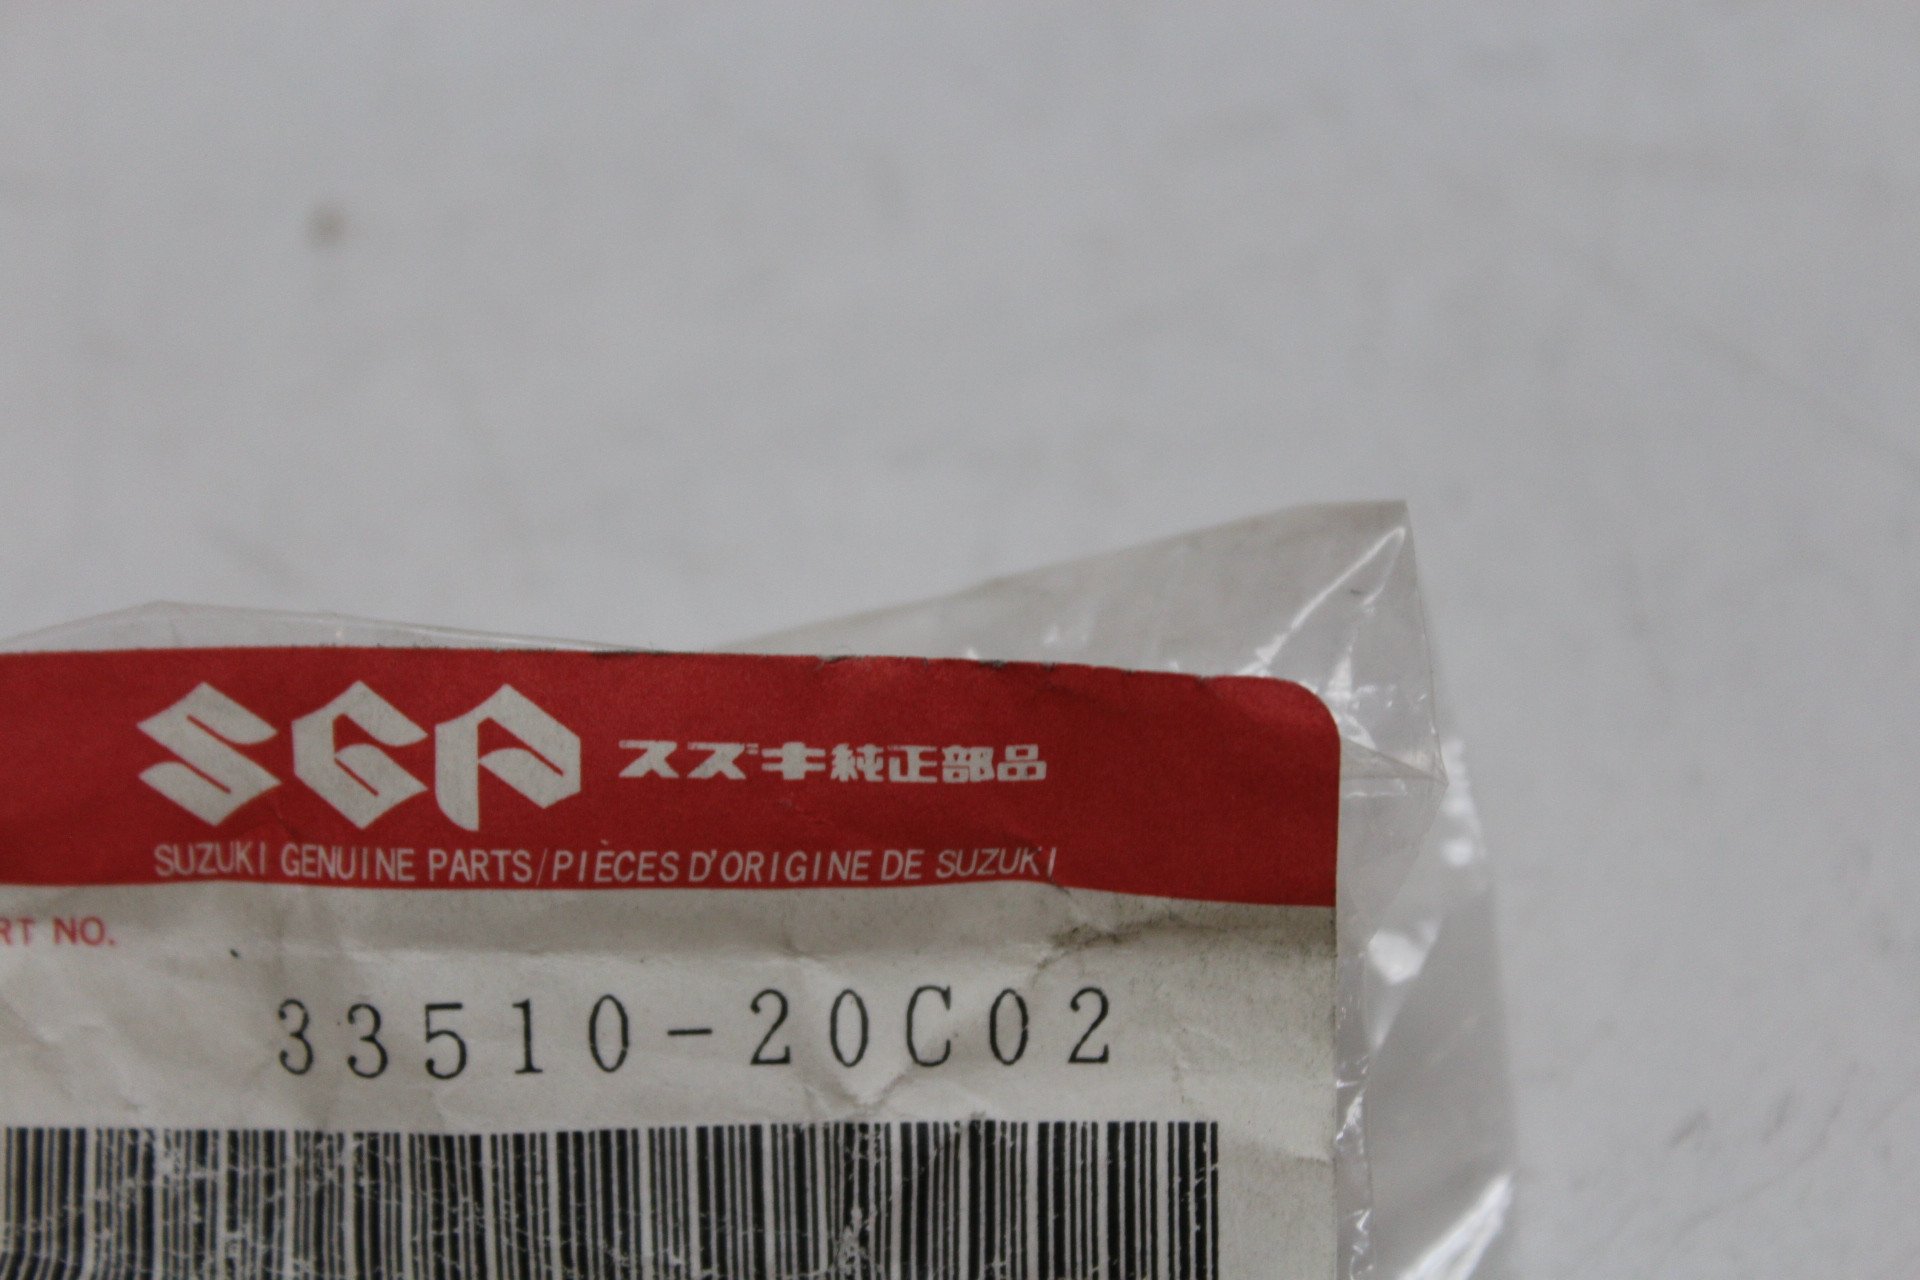 SGP スズキ純正部品
SUZUKI GENUINE PARTS/PIÈCES D'ORIGINE DE SUZUKI
RT NO.
33510-20C02